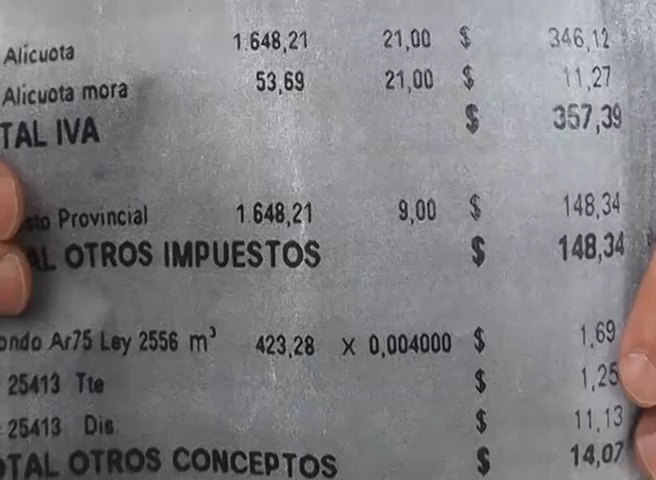 Alicuota 1.648,21 21,00 $ 346,12
Alicuota mora 53,69 21,00 $ 11,27
TAL IVA $ 357,39
sto Provincial 1.648,21 9,00 $ 148,34
AL OTROS IMPUESTOS $ 148,34
ondo Ar75 Ley 2556 m³ 423,28 X 0,004000 $ 1,69
25413 Tte $ 1,25
25413 Dis $ 11,13
OTAL OTROS CONCEPTOS $ 14,07